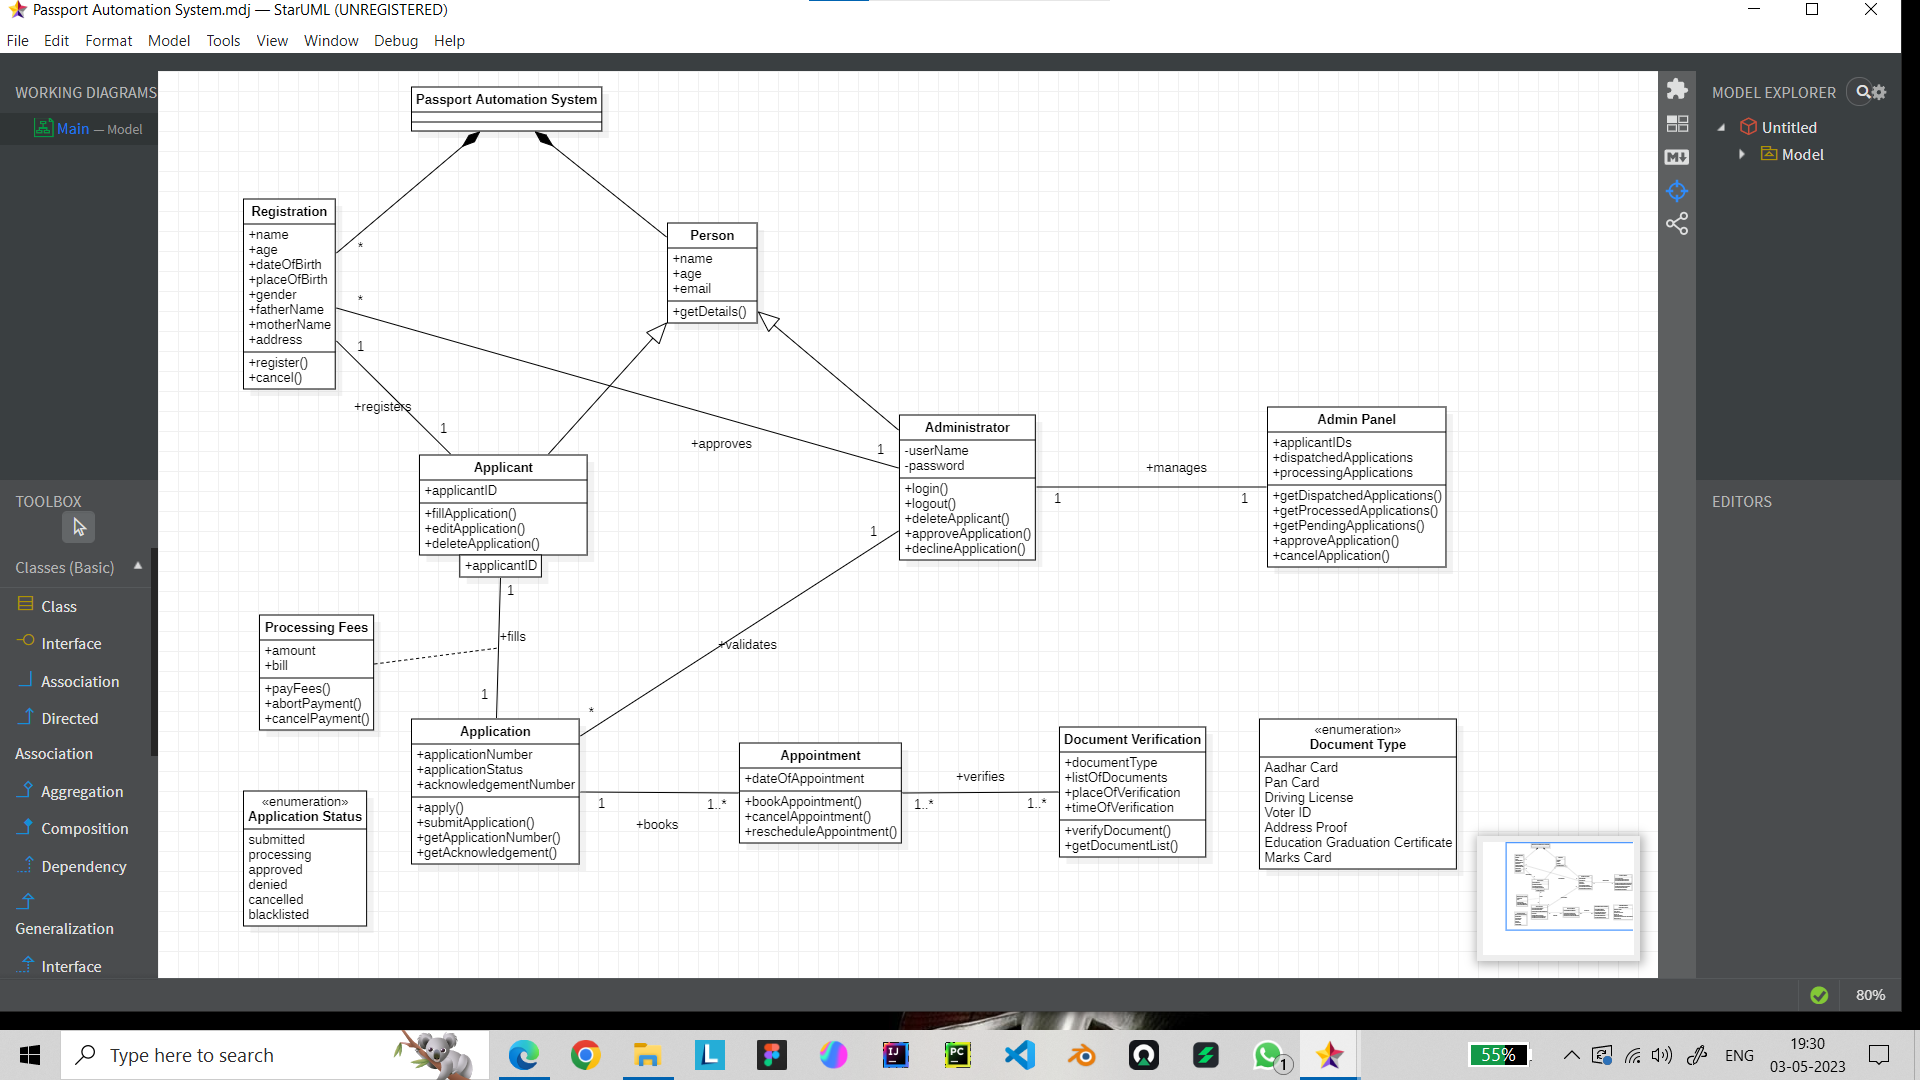 Passport Automation System.mdj — StarUML (UNREGISTERED)
File Edit Format Model Tools View Window Debug Help
WORKING DIAGRAMS
Main — Model
TOOLBOX
Classes (Basic)
Class
Interface
Association
Directed
Association
Aggregation
Composition
Dependency
Generalization
Interface
Passport Automation System
Registration
+name
+age
+dateOfBirth
+placeOfBirth
+gender
+fatherName
+motherName
+address
+register()
+cancel()
*
*
1
+registers
1
Person
+name
+age
+email
+getDetails()
+approves
1
Applicant
+applicantID
+fillApplication()
+editApplication()
+deleteApplication()
+applicantID
1
+fills
1
Administrator
-userName
-password
+login()
+logout()
+deleteApplicant()
+approveApplication()
+declineApplication()
1
+manages
1
1
+validates
*
Admin Panel
+applicantIDs
+dispatchedApplications
+processingApplications
+getDispatchedApplications()
+getProcessedApplications()
+getPendingApplications()
+approveApplication()
+cancelApplication()
Processing Fees
+amount
+bill
+payFees()
+abortPayment()
+cancelPayment()
«enumeration»
Application Status
submitted
processing
approved
denied
cancelled
blacklisted
Application
+applicationNumber
+applicationStatus
+acknowledgementNumber
+apply()
+submitApplication()
+getApplicationNumber()
+getAcknowledgement()
1
+books
1..*
Appointment
+dateOfAppointment
+bookAppointment()
+cancelAppointment()
+rescheduleAppointment()
1..*
+verifies
1..*
Document Verification
+documentType
+listOfDocuments
+placeOfVerification
+timeOfVerification
+verifyDocument()
+getDocumentList()
«enumeration»
Document Type
Aadhar Card
Pan Card
Driving License
Voter ID
Address Proof
Education Graduation Certificate
Marks Card
MODEL EXPLORER
Untitled
Model
EDITORS
80%
Type here to search
55%
ENG
19:30
03-05-2023
1